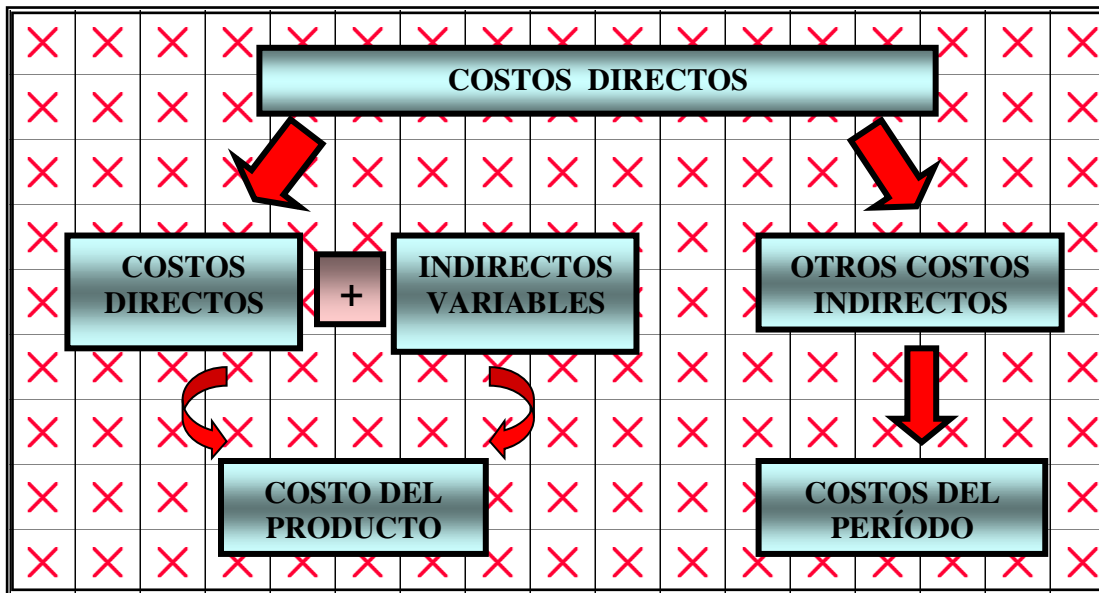 COSTOS DIRECTOS
COSTOS
DIRECTOS
+
INDIRECTOS
VARIABLES
OTROS COSTOS
INDIRECTOS
COSTO DEL
PRODUCTO
COSTOS DEL
PERÍODO